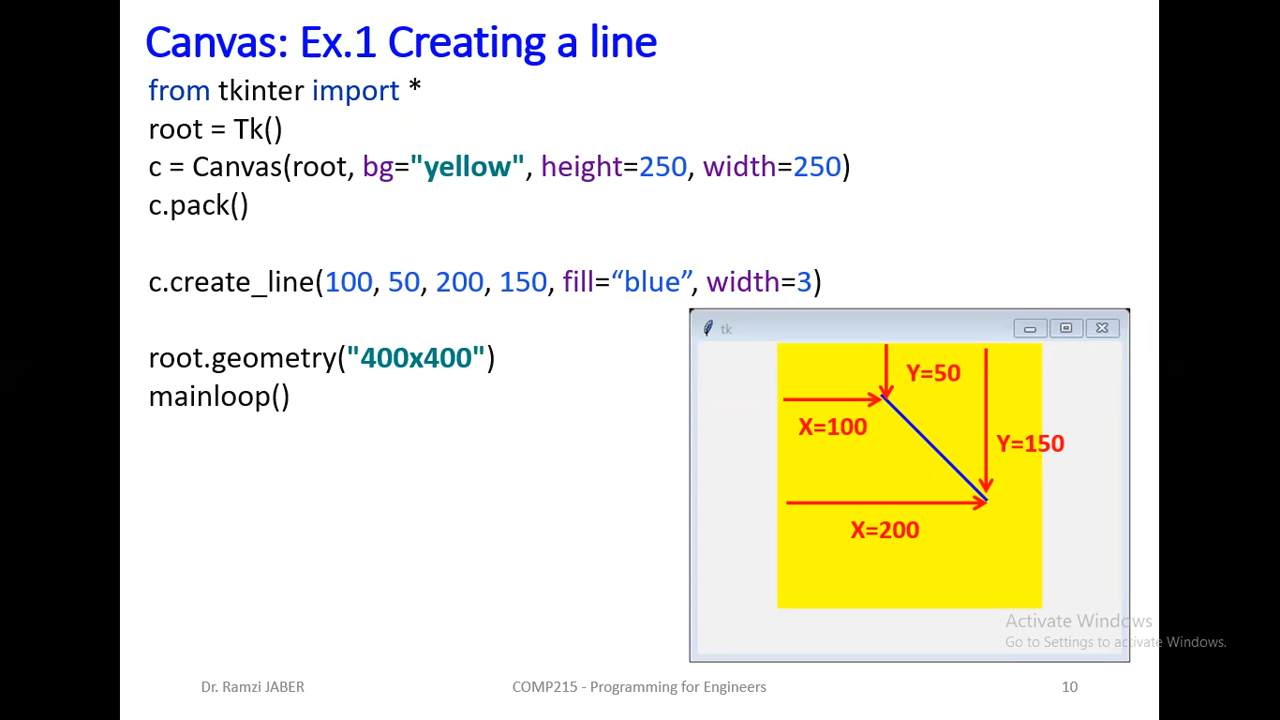 Canvas: Ex.1 Creating a line
from tkinter import *
root = Tk()
c = Canvas(root, bg="yellow", height=250, width=250)
c.pack()
c.create_line(100, 50, 200, 150, fill=“blue”, width=3)
root.geometry("400x400")
mainloop()
tk
Y=50
X=100
Y=150
X=200
Activate Windows
Go to Settings to activate Windows.
Dr. Ramzi JABER
COMP215 - Programming for Engineers
10